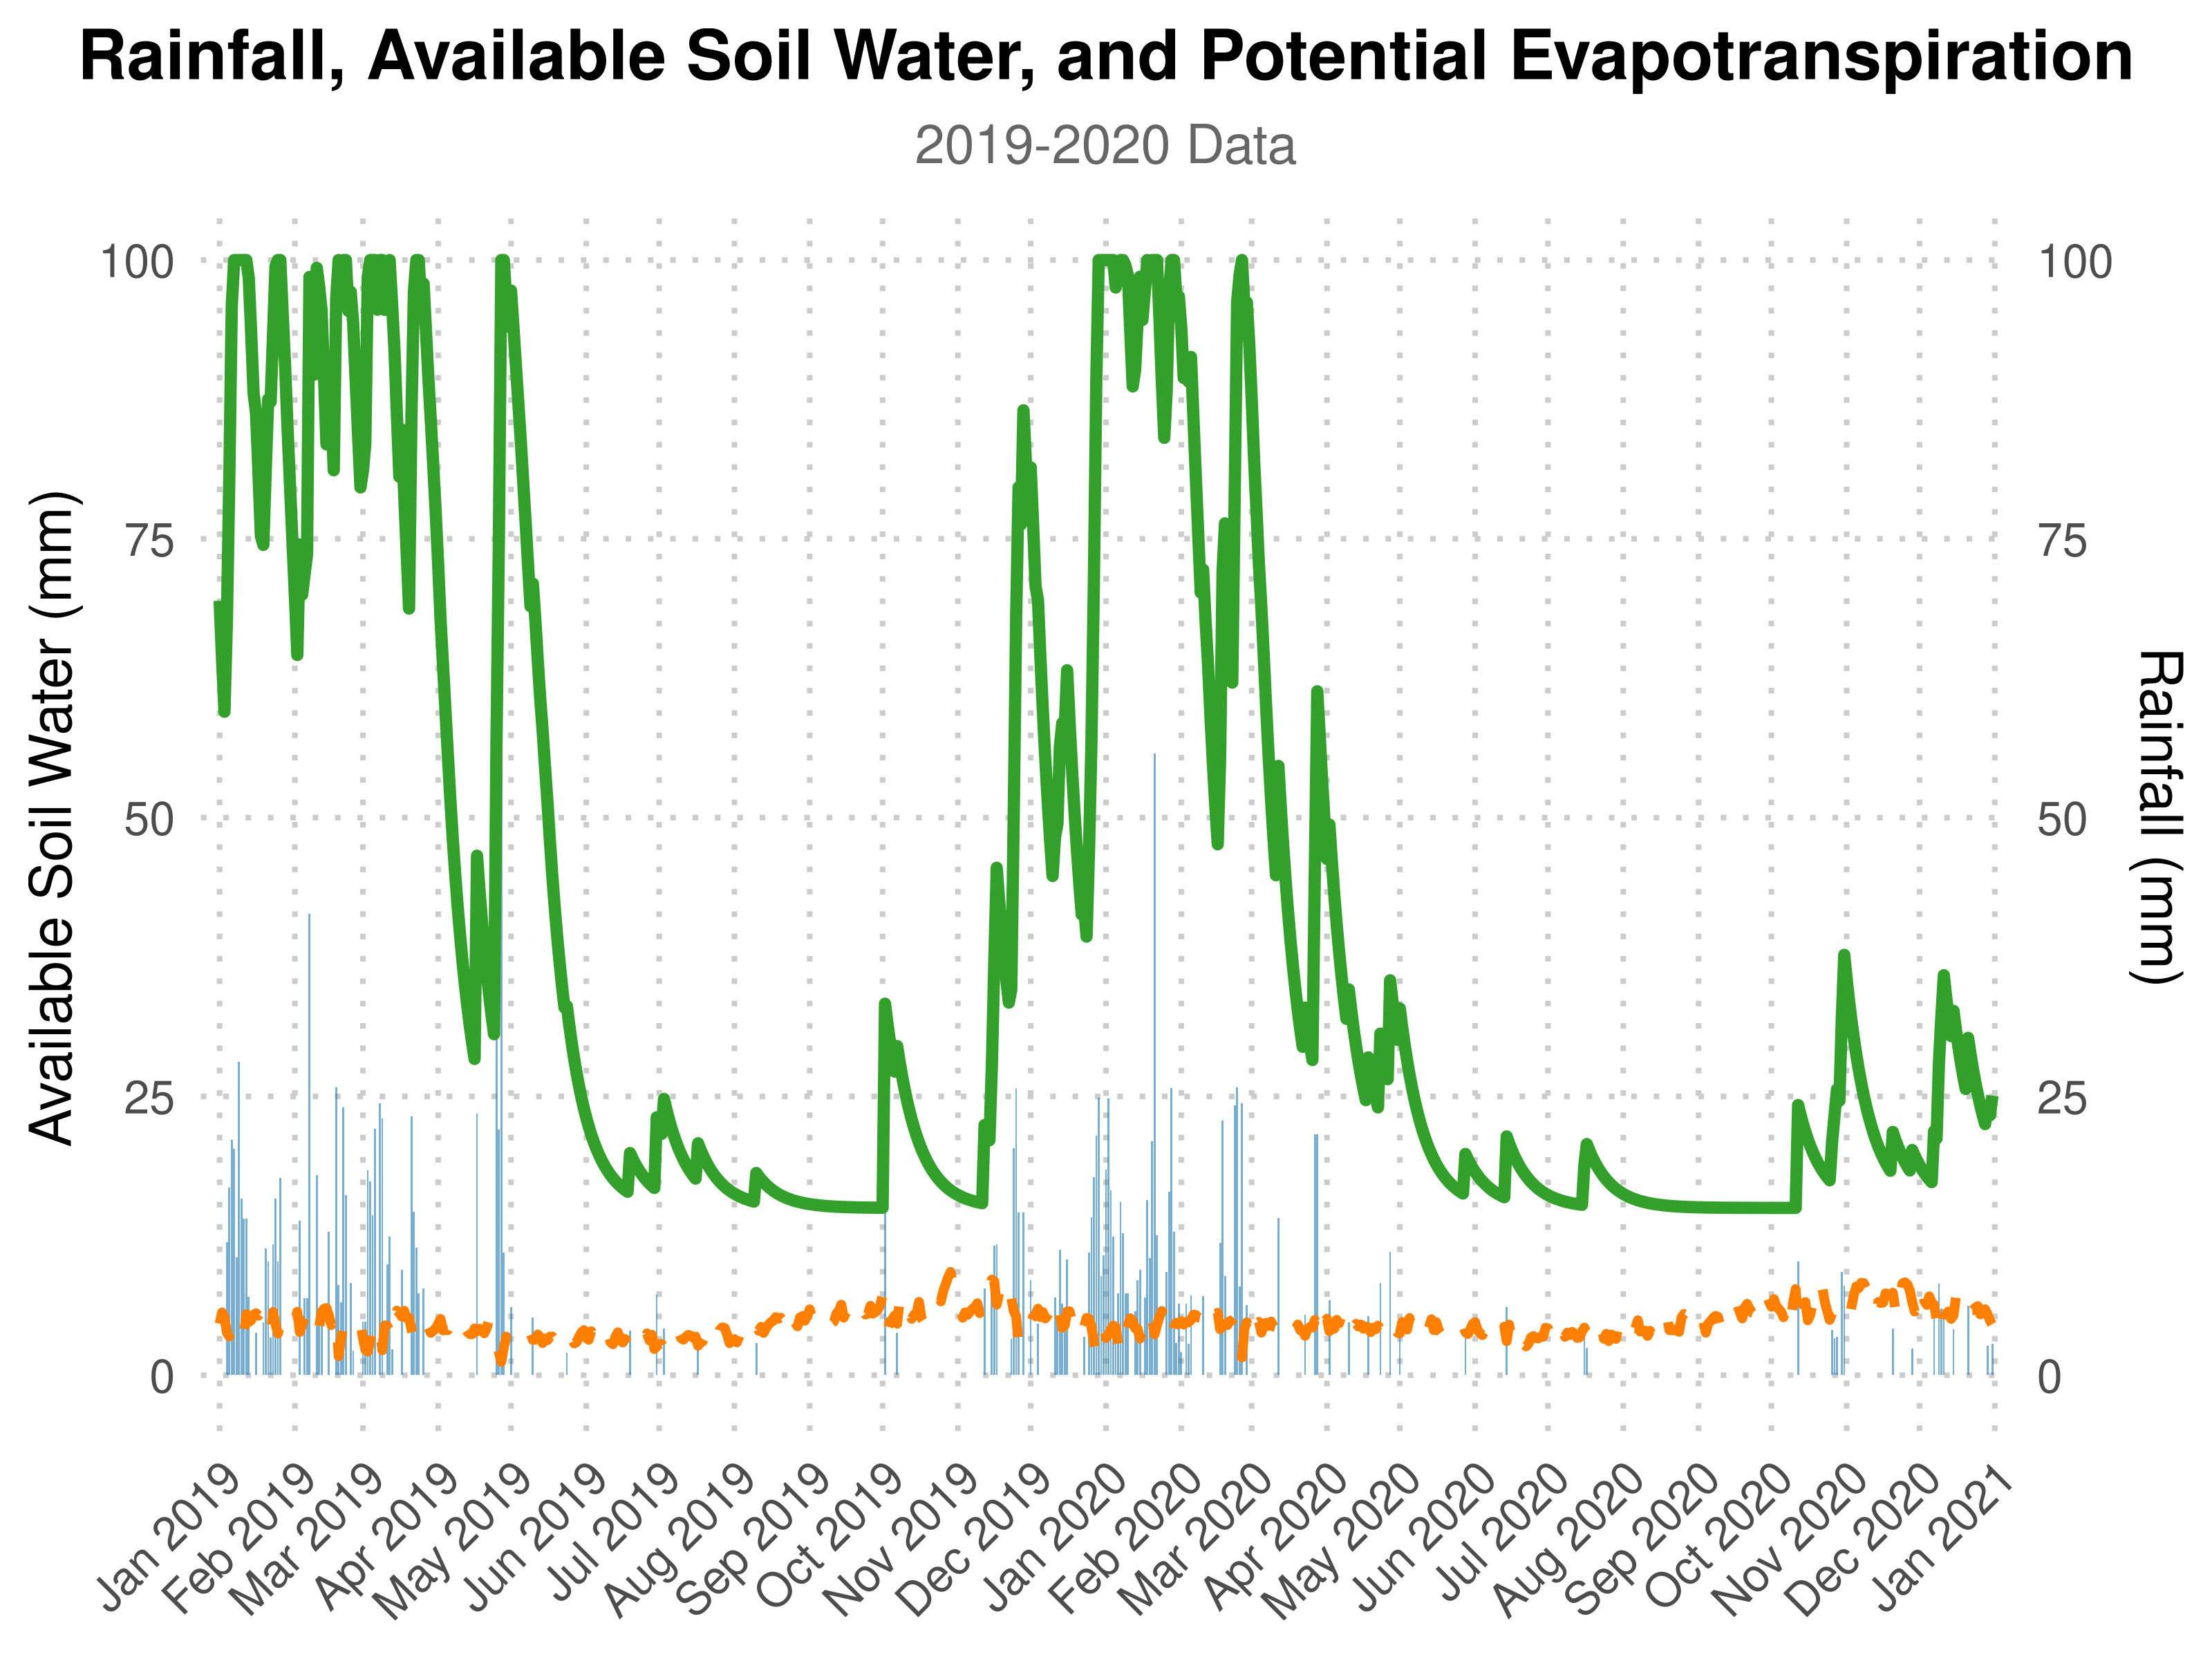 Rainfall, Available Soil Water, and Potential Evapotranspiration
2019-2020 Data
Available Soil Water (mm)
100
75
50
25
0
100
75
50
25
0
Rainfall (mm)
Jan 2019
Feb 2019
Mar 2019
Apr 2019
May 2019
Jun 2019
Jul 2019
Aug 2019
Sep 2019
Oct 2019
Nov 2019
Dec 2019
Jan 2020
Feb 2020
Mar 2020
Apr 2020
May 2020
Jun 2020
Jul 2020
Aug 2020
Sep 2020
Oct 2020
Nov 2020
Dec 2020
Jan 2021